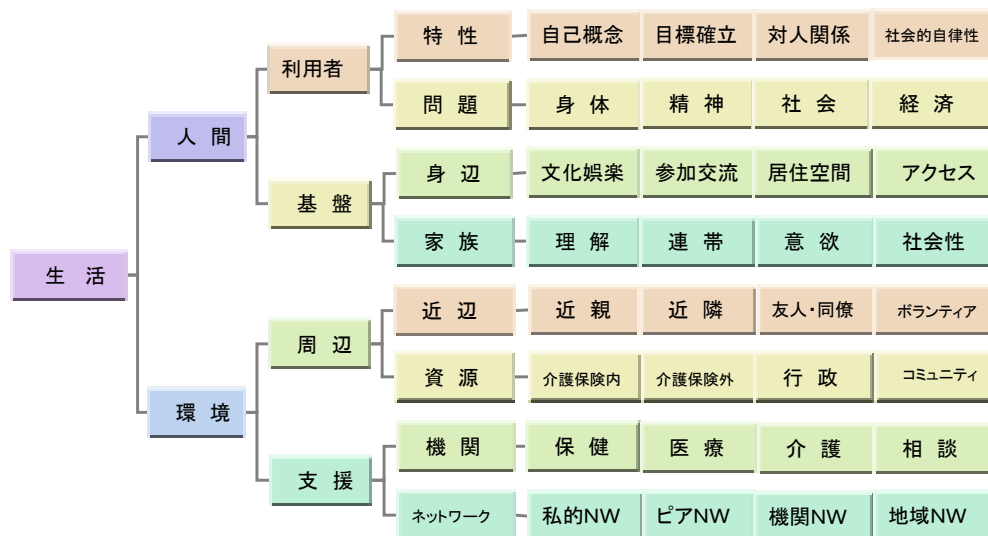 特 性
自己概念
目標確立
対人関係
社会的自律性
利用者
問 題
身 体
精 神
社 会
経 済
人 間
身 辺
文化娯楽
参加交流
居住空間
アクセス
基 盤
家 族
理 解
連 帯
意 欲
社会性
生 活
近 辺
近 親
近 隣
友人・同僚
ボランティア
周 辺
資 源
介護保険内
介護保険外
行 政
コミュニティ
環 境
機 関
保 健
医 療
介 護
相 談
支 援
ネットワーク
私的NW
ピアNW
機関NW
地域NW